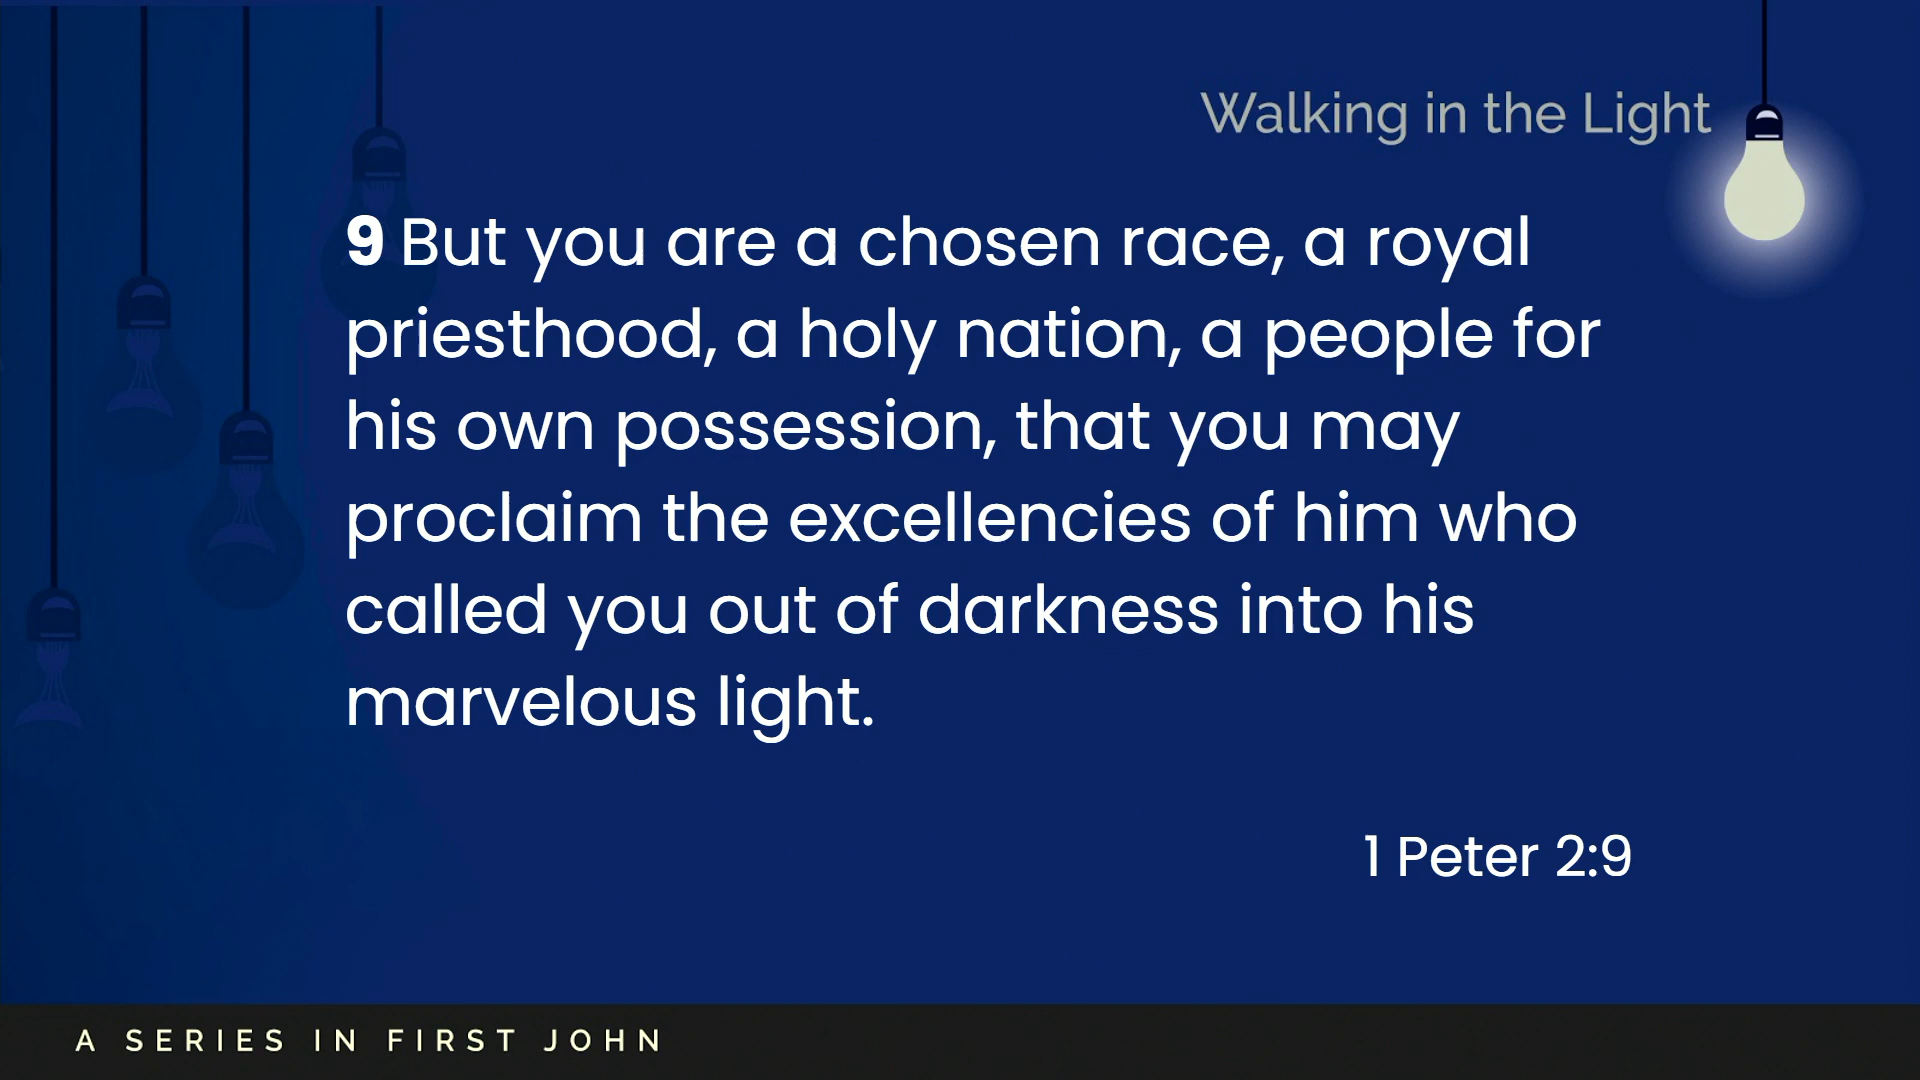 Walking in the Light
9 But you are a chosen race, a royal
priesthood, a holy nation, a people for
his own possession, that you may
proclaim the excellencies of him who
called you out of darkness into his
marvelous light.
1 Peter 2:9
A SERIES IN FIRST JOHN